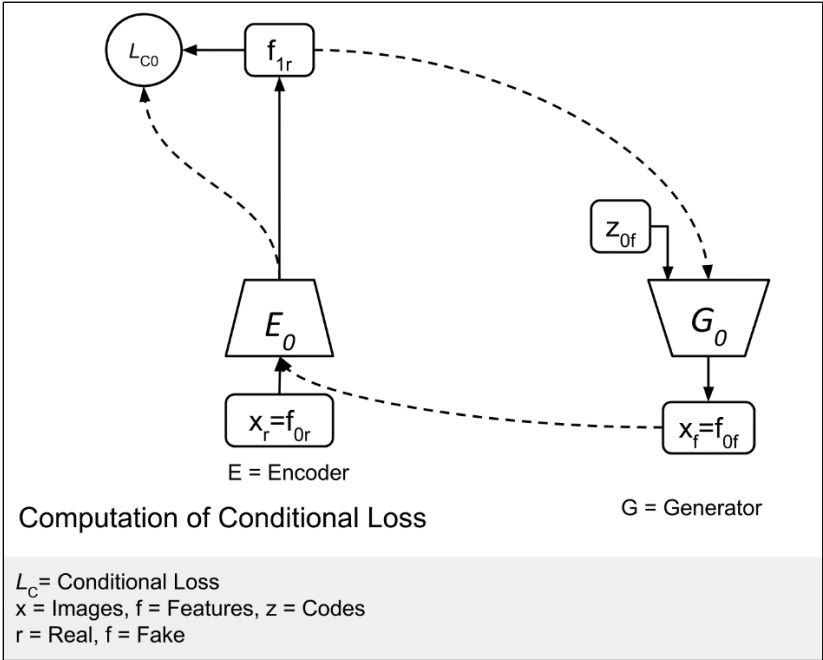 L_C0
f_1r
z_0f
E_0
G_0
x_r=f_0r
x_f=f_0f
E = Encoder
G = Generator
Computation of Conditional Loss
L_C= Conditional Loss
x = Images, f = Features, z = Codes
r = Real, f = Fake